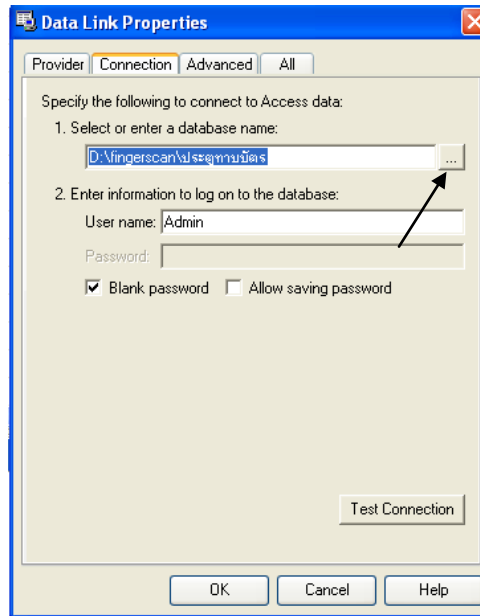 Data Link Properties
Provider Connection Advanced All
Specify the following to connect to Access data:
1. Select or enter a database name:
D:\fingerscan\ประตูทาบบัตร ...
2. Enter information to log on to the database:
User name: Admin
Password:
Blank password Allow saving password
Test Connection
OK Cancel Help